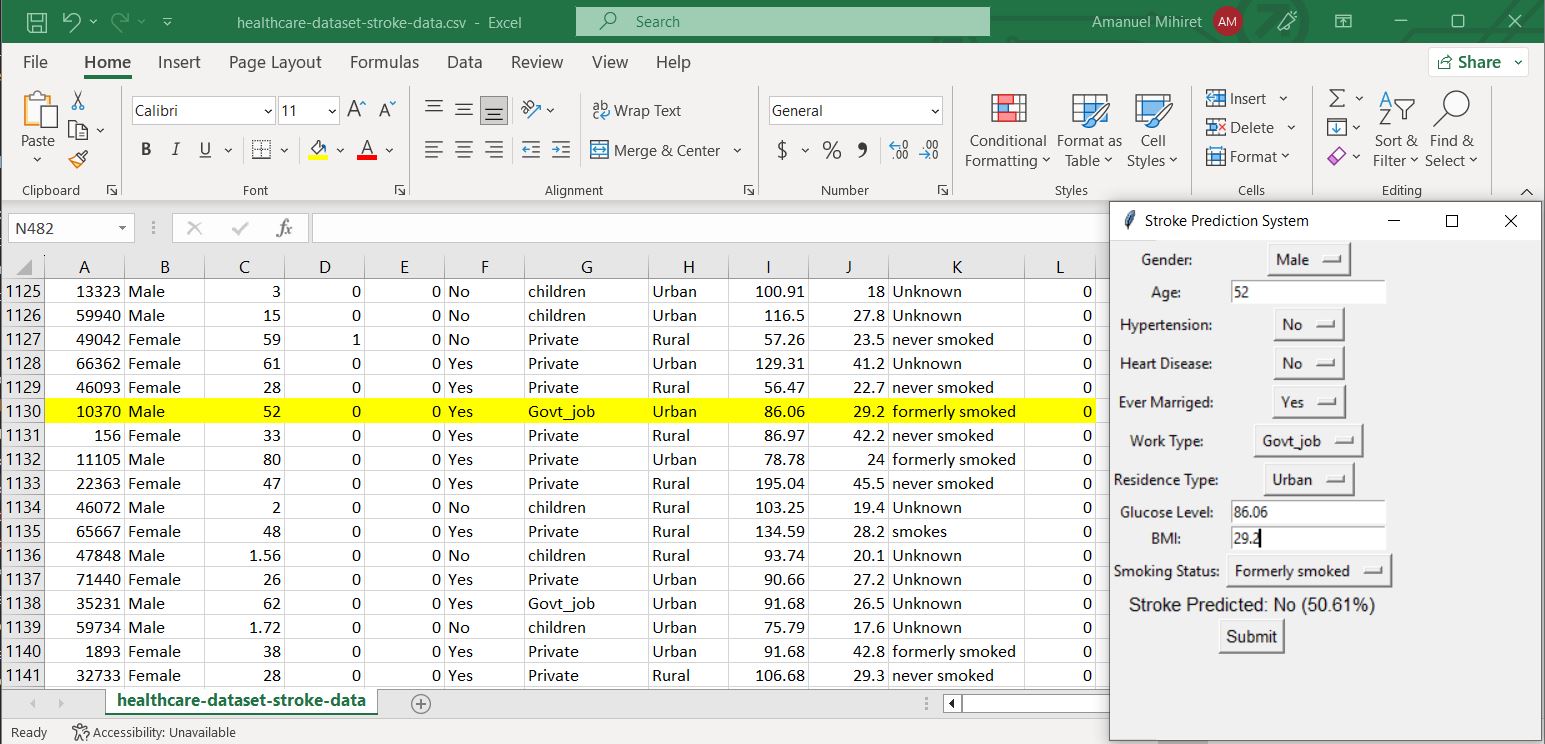 healthcare-dataset-stroke-data.csv - Excel
Search
Amanuel Mihiret AM
File Home Insert Page Layout Formulas Data Review View Help
Share
Paste
Clipboard
Calibri 11
B I U
Font
Wrap Text
Merge & Center
Alignment
General
$ % 9
Number
Conditional Formatting
Format as Table
Cell Styles
Styles
Insert
Delete
Format
Cells
Sort & Filter
Find & Select
Editing
N482 fx
A B C D E F G H I J K L
1125 13323 Male 3 0 0 No children Urban 100.91 18 Unknown 0
1126 59940 Male 15 0 0 No children Urban 116.5 27.8 Unknown 0
1127 49042 Female 59 1 0 No Private Rural 57.26 23.5 never smoked 0
1128 66362 Female 61 0 0 Yes Private Urban 129.31 41.2 Unknown 0
1129 46093 Female 28 0 0 Yes Private Rural 56.47 22.7 never smoked 0
1130 10370 Male 52 0 0 Yes Govt_job Urban 86.06 29.2 formerly smoked 0
1131 156 Female 33 0 0 Yes Private Rural 86.97 42.2 never smoked 0
1132 11105 Male 80 0 0 Yes Private Urban 78.78 24 formerly smoked 0
1133 22363 Female 47 0 0 Yes Private Urban 195.04 45.5 never smoked 0
1134 46072 Male 2 0 0 No children Rural 103.25 19.4 Unknown 0
1135 65667 Female 48 0 0 Yes Private Rural 134.59 28.2 smokes 0
1136 47848 Male 1.56 0 0 No children Rural 93.74 20.1 Unknown 0
1137 71440 Female 26 0 0 Yes Private Urban 90.66 27.2 Unknown 0
1138 35231 Male 62 0 0 Yes Govt_job Urban 91.68 26.5 Unknown 0
1139 59734 Male 1.72 0 0 No children Urban 75.79 17.6 Unknown 0
1140 1893 Female 38 0 0 Yes Private Urban 91.68 42.8 formerly smoked 0
1141 32733 Female 28 0 0 Yes Private Rural 106.68 29.3 never smoked 0
healthcare-dataset-stroke-data
Ready Accessibility: Unavailable
Stroke Prediction System
Gender: Male
Age: 52
Hypertension: No
Heart Disease: No
Ever Marriged: Yes
Work Type: Govt_job
Residence Type: Urban
Glucose Level: 86.06
BMI: 29.2
Smoking Status: Formerly smoked
Stroke Predicted: No (50.61%)
Submit